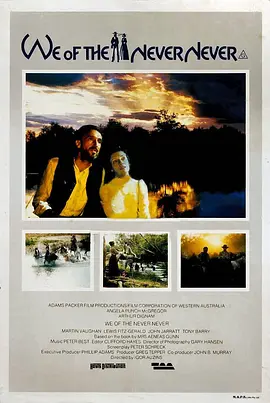 WE OF THE NEVER NEVER
ADAMS PACKER FILM PRODUCTIONS/FILM CORPORATION OF WESTERN AUSTRALIA
ANGELA PUNCH McGREGOR
ARTHUR DIGNAM
WE OF THE NEVER NEVER
MARTIN VAUGHAN LEWIS FITZ-GERALD JOHN JARRATT TONY BARRY
Based on the book by MRS AENEAS GUNN
Music PETER BEST Editor CLIFFORD HAYES Director of Photography GARY HANSEN
Screenplay PETER SCHRECK
Executive Producer PHILLIP ADAMS Producer GREG TEPPER Co-producer JOHN B. MURRAY
Director IGOR AUZINS